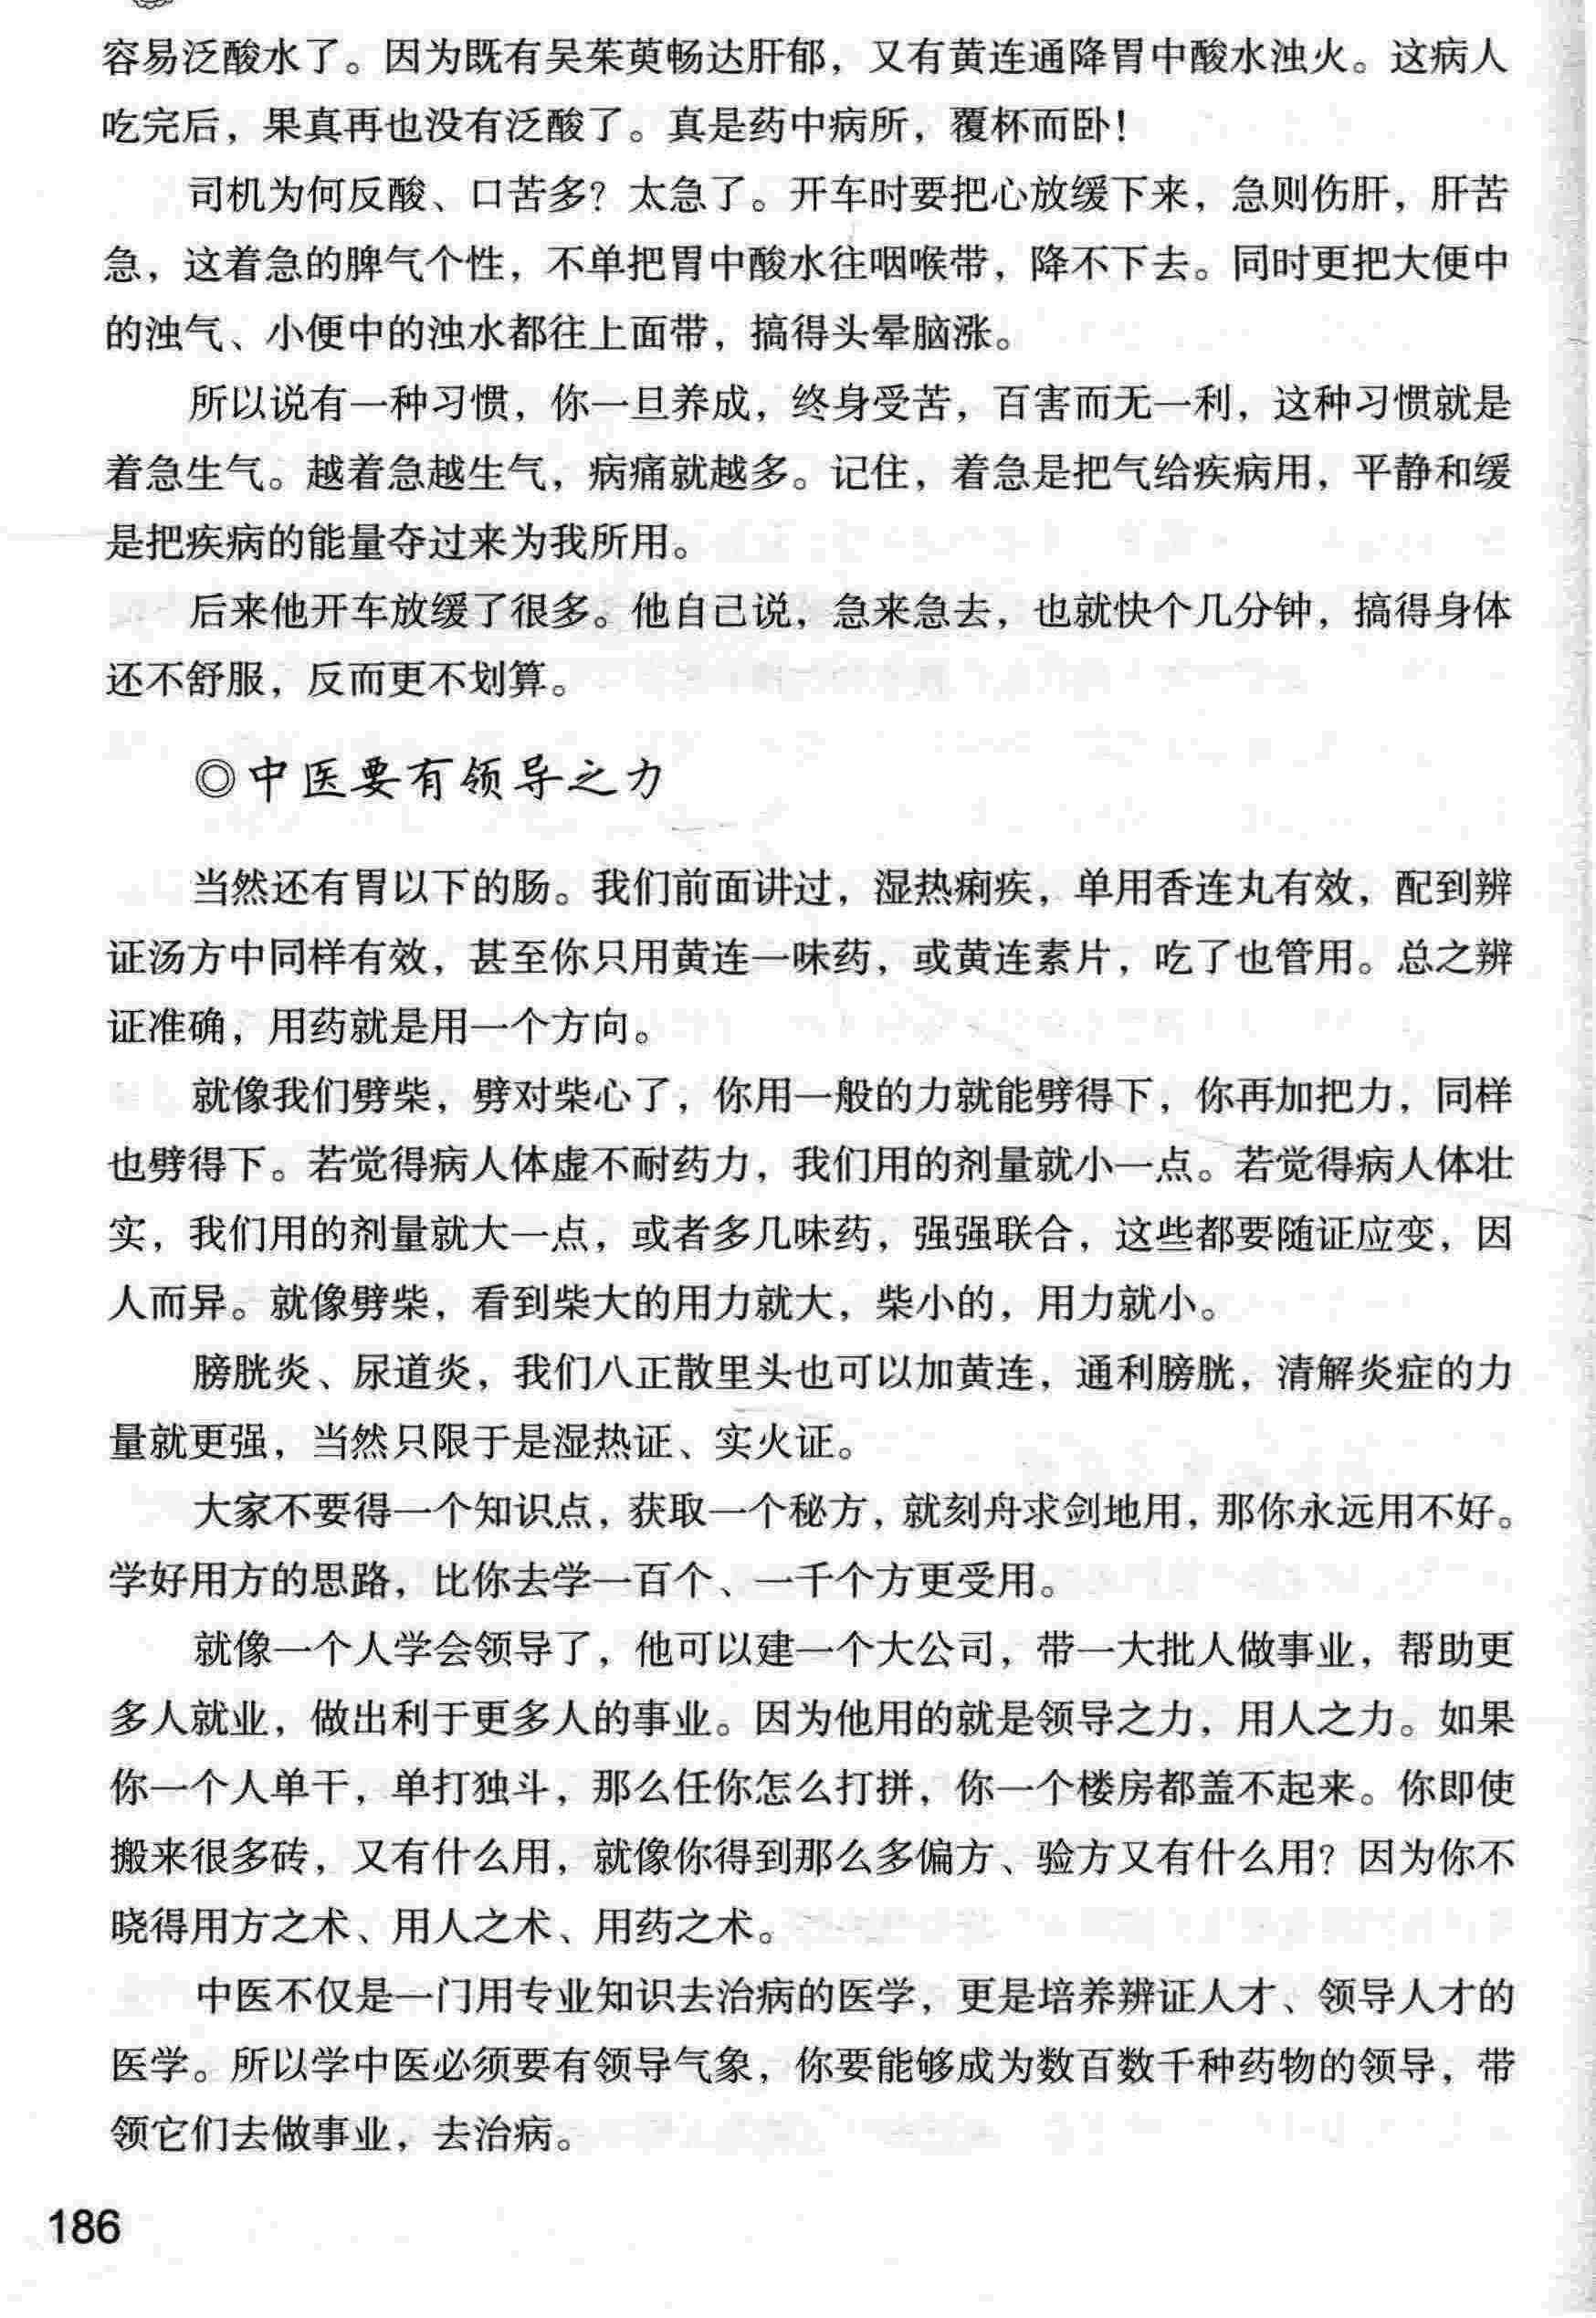 容易泛酸水了。因为既有吴茱萸畅达肝郁，又有黄连通降胃中酸水浊火。这病人
吃完后，果真再也没有泛酸了。真是药中病所，覆杯而卧！
司机为何反酸、口苦多？太急了。开车时要把心放缓下来，急则伤肝，肝苦
急，这着急的脾气个性，不单把胃中酸水往咽喉带，降不下去。同时更把大便中
的浊气、小便中的浊水都往上面带，搞得头晕脑涨。
所以说有一种习惯，你一旦养成，终身受苦，百害而无一利，这种习惯就是
着急生气。越着急越生气，病痛就越多。记住，着急是把气给疾病用，平静和缓
是把疾病的能量夺过来为我所用。
后来他开车放缓了很多。他自己说，急来急去，也就快个几分钟，搞得身体
还不舒服，反而更不划算。
◎中医要有领导之力
当然还有胃以下的肠。我们前面讲过，湿热痢疾，单用香连丸有效，配到辨
证汤方中同样有效，甚至你只用黄连一味药，或黄连素片，吃了也管用。总之辨
证准确，用药就是用一个方向。
就像我们劈柴，劈对柴心了，你用一般的力就能劈得下，你再加把力，同样
也劈得下。若觉得病人体虚不耐药力，我们用的剂量就小一点。若觉得病人体壮
实，我们用的剂量就大一点，或者多几味药，强强联合，这些都要随证应变，因
人而异。就像劈柴，看到柴大的用力就大，柴小的，用力就小。
膀胱炎、尿道炎，我们八正散里头也可以加黄连，通利膀胱，清解炎症的力
量就更强，当然只限于是湿热证、实火证。
大家不要得一个知识点，获取一个秘方，就刻舟求剑地用，那你永远用不好。
学好用方的思路，比你去学一百个、一千个方更受用。
就像一个人学会领导了，他可以建一个大公司，带一大批人做事业，帮助更
多人就业，做出利于更多人的事业。因为他用的就是领导之力，用人之力。如果
你一个人单干，单打独斗，那么任你怎么打拼，你一个楼房都盖不起来。你即使
搬来很多砖，又有什么用，就像你得到那么多偏方、验方又有什么用？因为你不
晓得用方之术、用人之术、用药之术。
中医不仅是一门用专业知识去治病的医学，更是培养辨证人才、领导人才的
医学。所以学中医必须要有领导气象，你要能够成为数百数千种药物的领导，带
领它们去做事业，去治病。
186